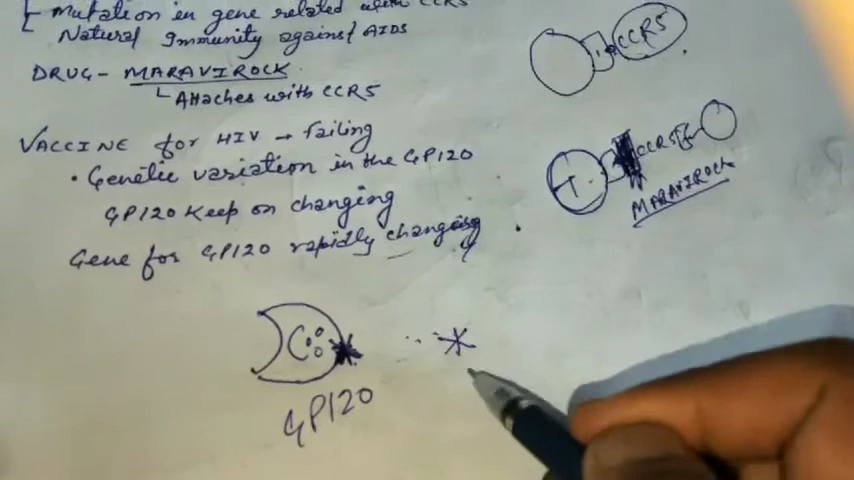 Mutation in gene related with CCR5
Natural Immunity against AIDS
DRUG - MARAVIROCK
Attaches with CCR5
VACCINE for HIV → failing
• Genetic variation in the GP120
GP120 Keep on changing
Gene for GP120 rapidly changing
CCR5
T
CCR5
MARAVIROCK
GP120